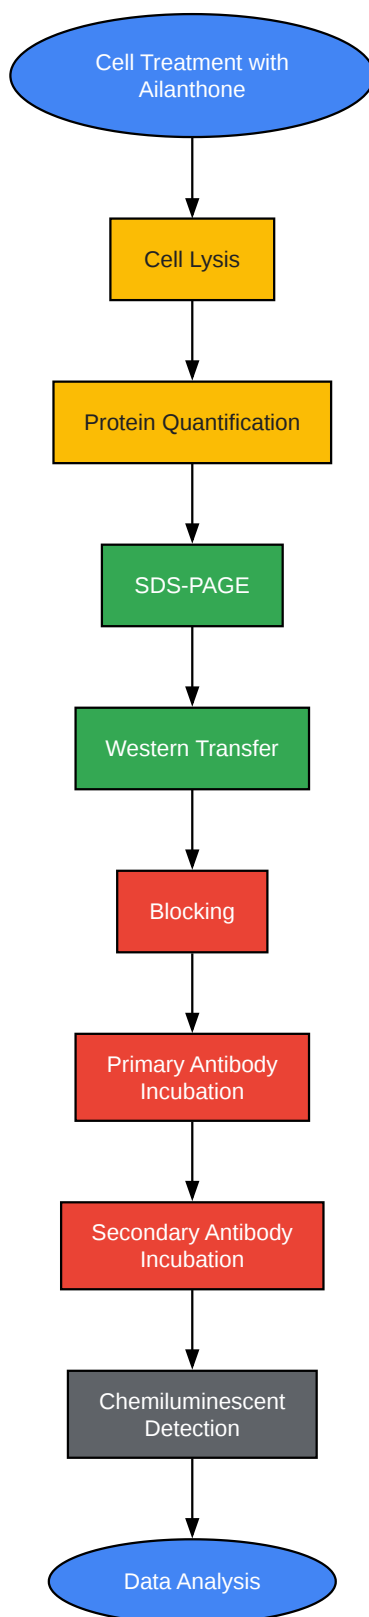 Cell Treatment with
Ailanthone
Cell Lysis
Protein Quantification
SDS-PAGE
Western Transfer
Blocking
Primary Antibody
Incubation
Secondary Antibody
Incubation
Chemiluminescent
Detection
Data Analysis